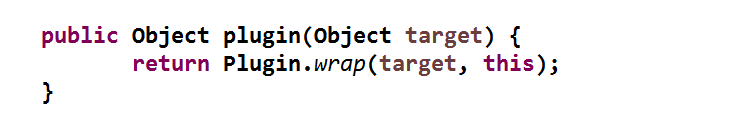 public Object plugin(Object target) {
return Plugin.wrap(target, this);
}